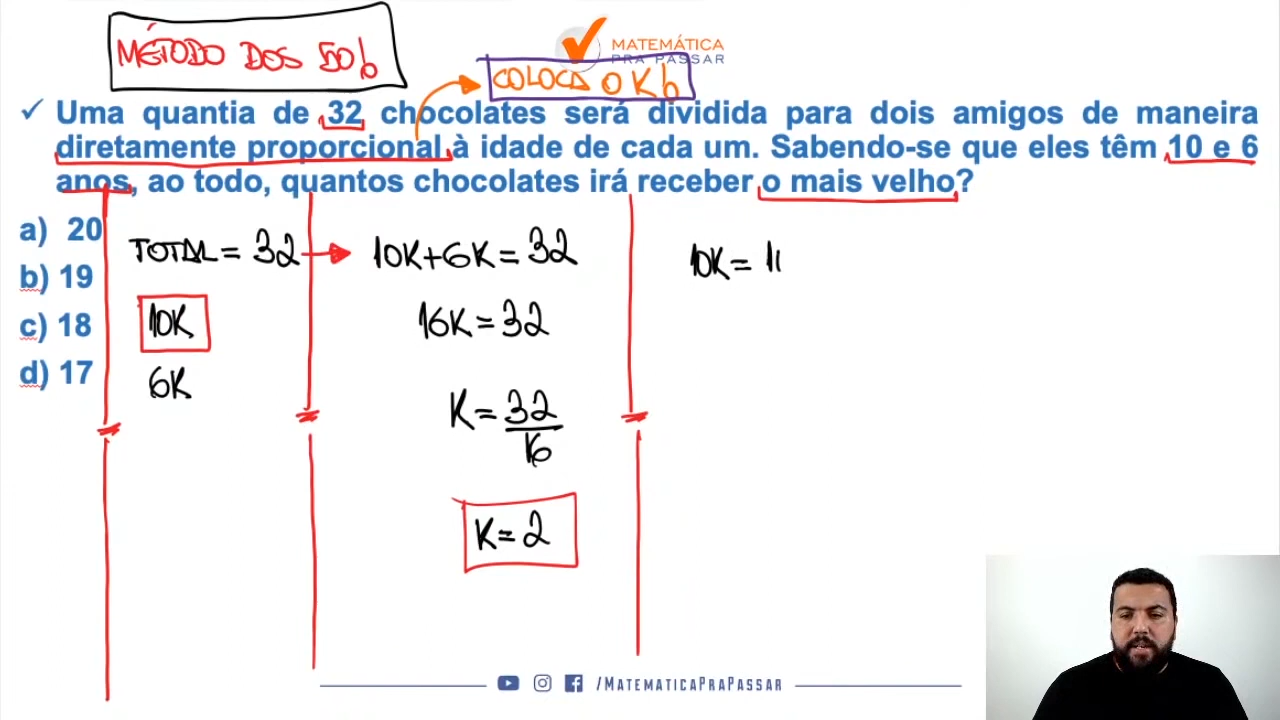 MÉTODO DOS 50%
MATEMÁTICA
PRA PASSAR
COLOCA O K
✓ Uma quantia de 32 chocolates será dividida para dois amigos de maneira
diretamente proporcional à idade de cada um. Sabendo-se que eles têm 10 e 6
anos, ao todo, quantos chocolates irá receber o mais velho?
a) 20
b) 19
c) 18
d) 17
TOTAL = 32
10K
6K
10K+6K = 32
16K = 32
K = 32
16
K = 2
10K =
/MATEMATICAPRAPASSAR